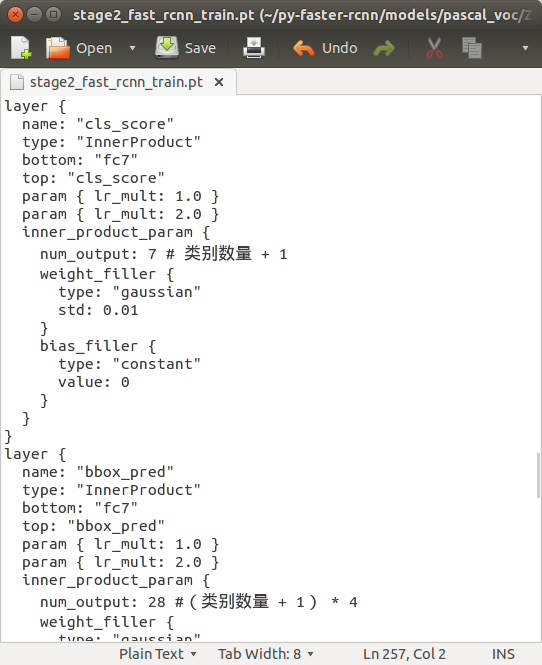 stage2_fast_rcnn_train.pt (~/py-faster-rcnn/models/pascal_voc/Z
Open Save Undo
stage2_fast_rcnn_train.pt
layer {
  name: "cls_score"
  type: "InnerProduct"
  bottom: "fc7"
  top: "cls_score"
  param { lr_mult: 1.0 }
  param { lr_mult: 2.0 }
  inner_product_param {
    num_output: 7 # 类别数量 + 1
    weight_filler {
      type: "gaussian"
      std: 0.01
    }
    bias_filler {
      type: "constant"
      value: 0
    }
  }
}
layer {
  name: "bbox_pred"
  type: "InnerProduct"
  bottom: "fc7"
  top: "bbox_pred"
  param { lr_mult: 1.0 }
  param { lr_mult: 2.0 }
  inner_product_param {
    num_output: 28 #（类别数量 + 1） * 4
    weight_filler {
      type: "gaussian"
Plain Text Tab Width: 8 Ln 257, Col 2 INS